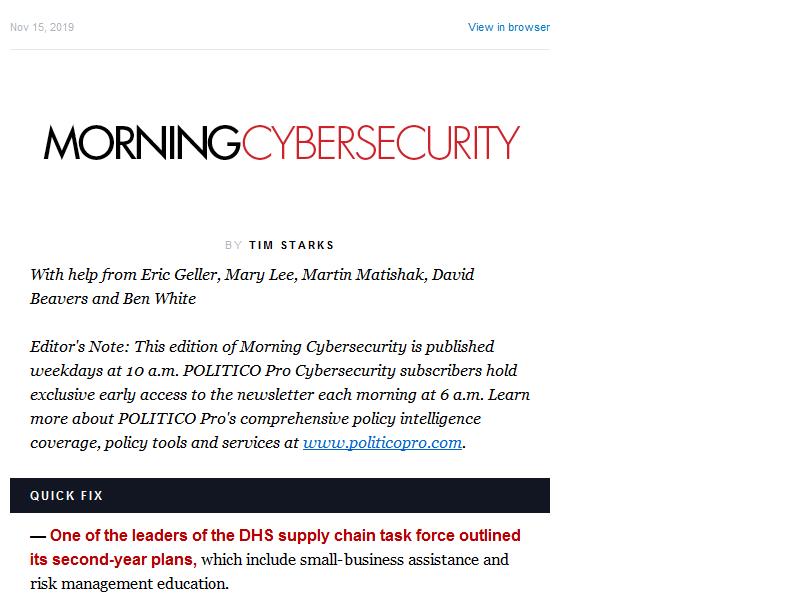 Nov 15, 2019 View in browser
MORNINGCYBERSECURITY
BY TIM STARKS
With help from Eric Geller, Mary Lee, Martin Matishak, David
Beavers and Ben White
Editor's Note: This edition of Morning Cybersecurity is published
weekdays at 10 a.m. POLITICO Pro Cybersecurity subscribers hold
exclusive early access to the newsletter each morning at 6 a.m. Learn
more about POLITICO Pro's comprehensive policy intelligence
coverage, policy tools and services at www.politicopro.com.
QUICK FIX
— One of the leaders of the DHS supply chain task force outlined
its second-year plans, which include small-business assistance and
risk management education.